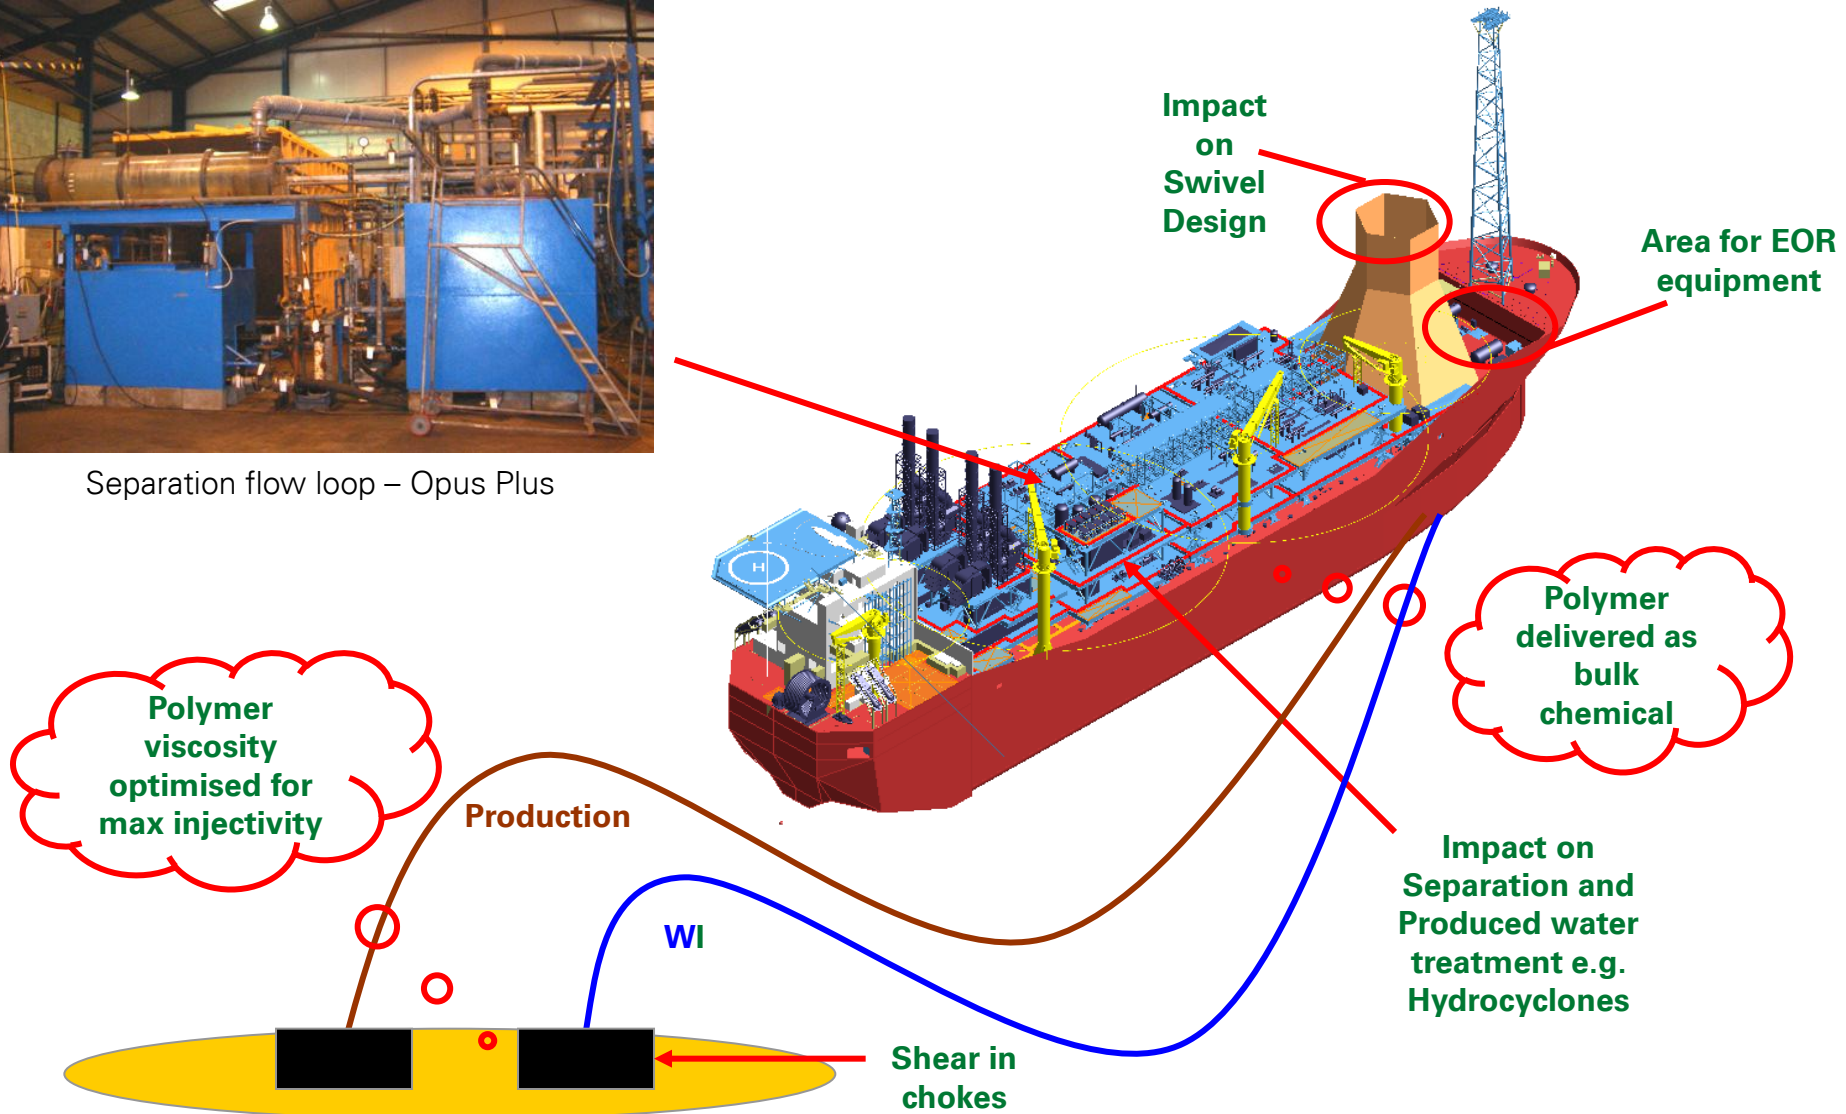 Impact
on
Swivel
Design
Area for EOR
equipment
Separation flow loop – Opus Plus
H
Polymer
delivered as
bulk
chemical
Polymer
viscosity
optimised for
max injectivity
Production
WI
Impact on
Separation and
Produced water
treatment e.g.
Hydrocyclones
Shear in
chokes